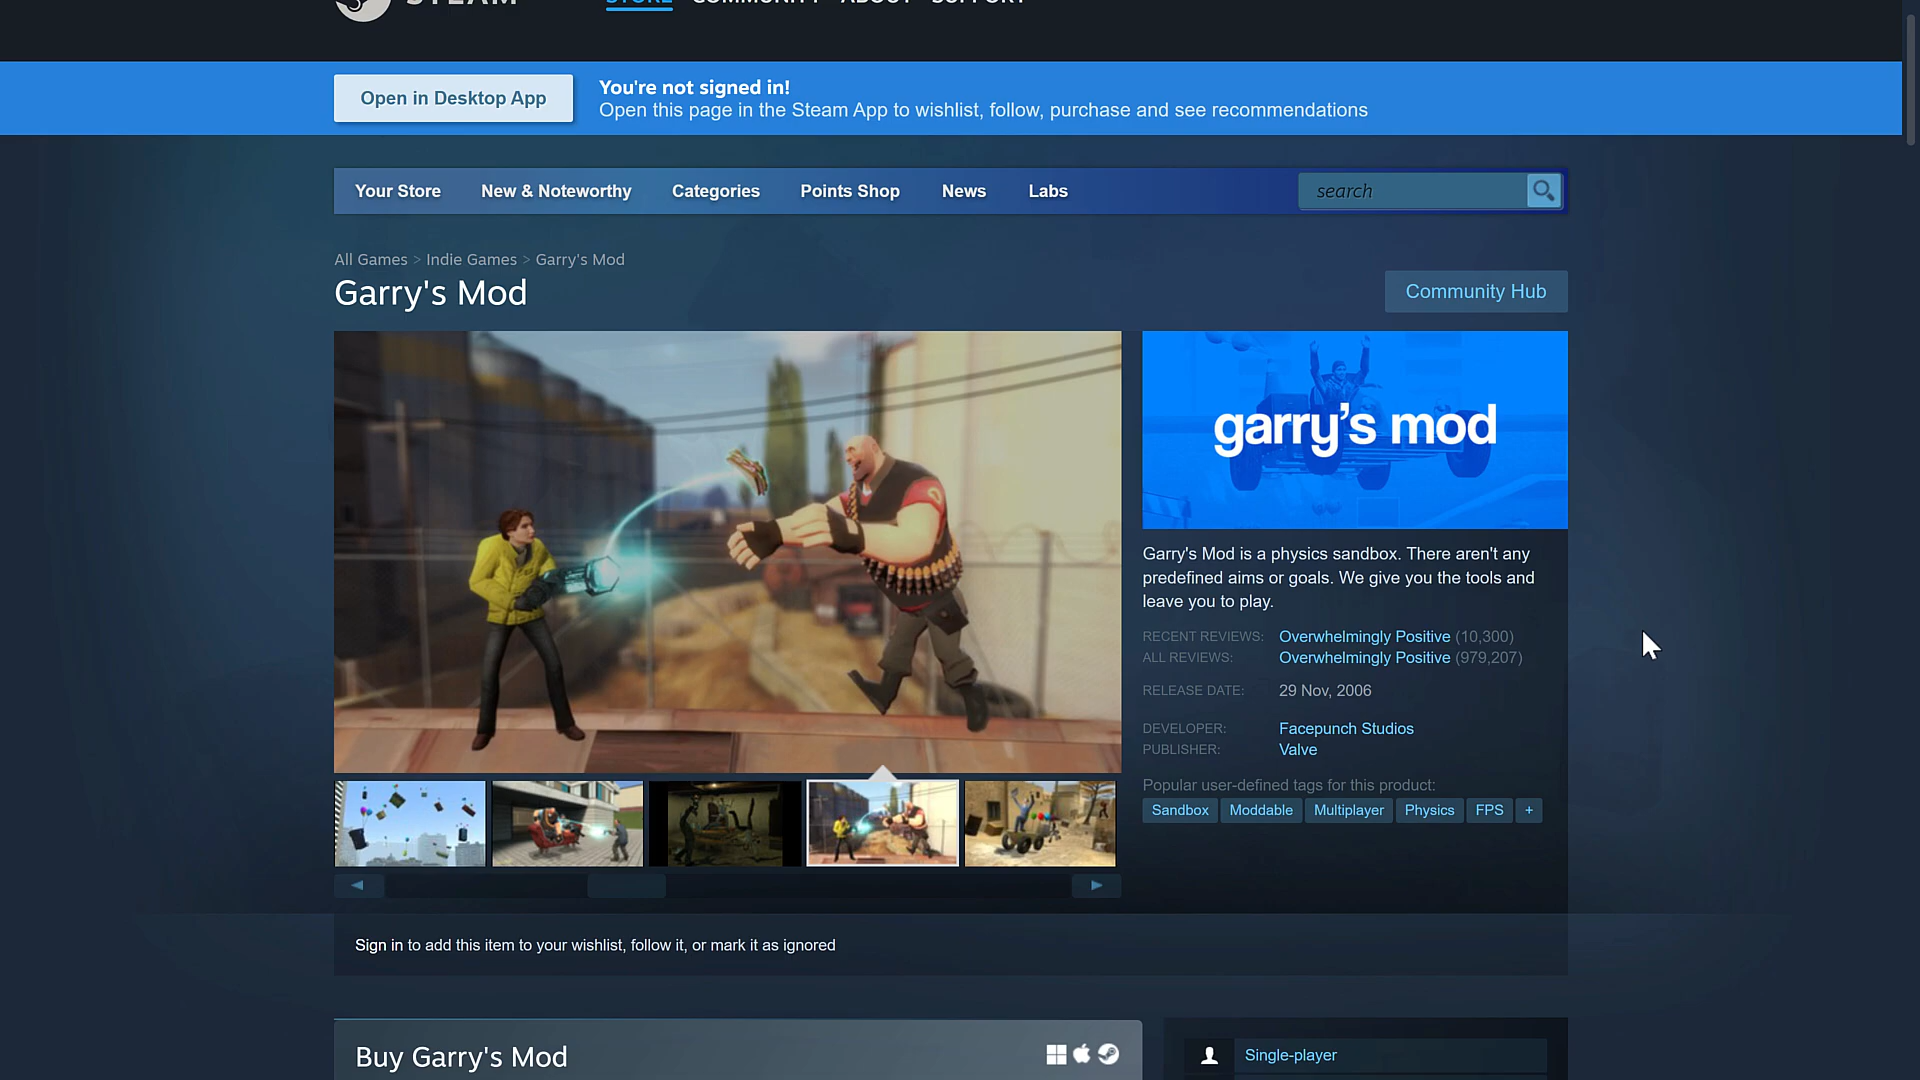 STEAM
STORE COMMUNITY ABOUT SUPPORT
Open in Desktop App
You're not signed in!
Open this page in the Steam App to wishlist, follow, purchase and see recommendations
Your Store New & Noteworthy Categories Points Shop News Labs search
All Games > Indie Games > Garry's Mod
Garry's Mod
Community Hub
garry's mod
Garry's Mod is a physics sandbox. There aren't any
predefined aims or goals. We give you the tools and
leave you to play.
RECENT REVIEWS: Overwhelmingly Positive (10,300)
ALL REVIEWS: Overwhelmingly Positive (979,207)
RELEASE DATE: 29 Nov, 2006
DEVELOPER: Facepunch Studios
PUBLISHER: Valve
Popular user-defined tags for this product:
Sandbox Moddable Multiplayer Physics FPS +
Sign in to add this item to your wishlist, follow it, or mark it as ignored
Buy Garry's Mod
Single-player